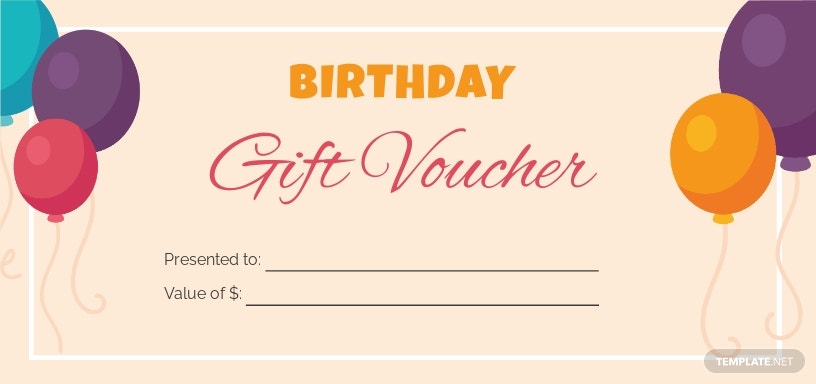 BIRTHDAY
Gift Voucher
Presented to:
Value of $:
TEMPLATE.NET